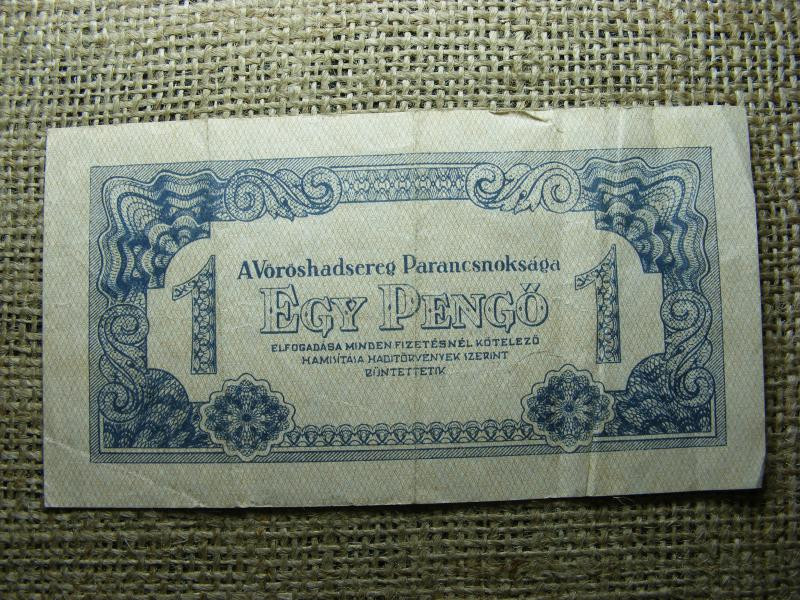 A Vöröshadsereg Parancsnoksága
1 EGY PENGŐ 1
ELFOGADÁSA MINDEN FIZETÉSNÉL KÖTELEZŐ
HAMISÍTÁSA HADITÖRVÉNYEK SZERINT
BÜNTETTETIK